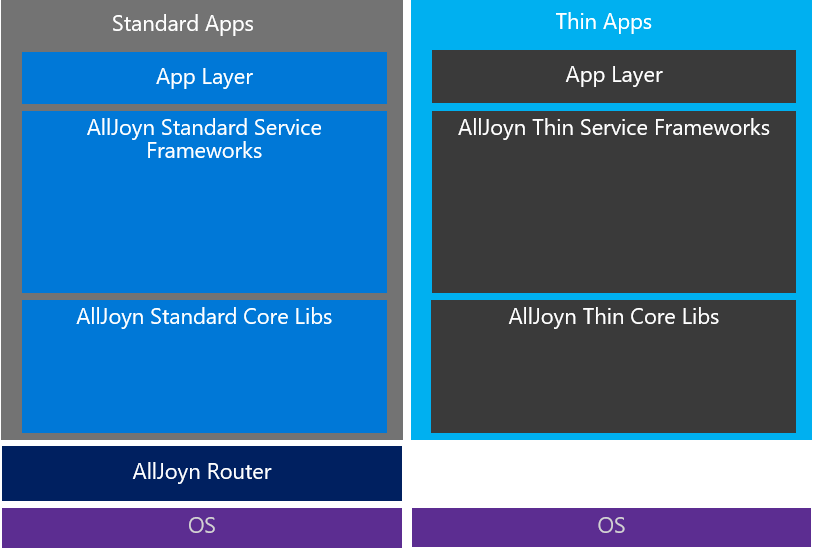 Standard Apps
App Layer
AllJoyn Standard Service
Frameworks
AllJoyn Standard Core Libs
AllJoyn Router
OS
Thin Apps
App Layer
AllJoyn Thin Service Frameworks
AllJoyn Thin Core Libs
OS